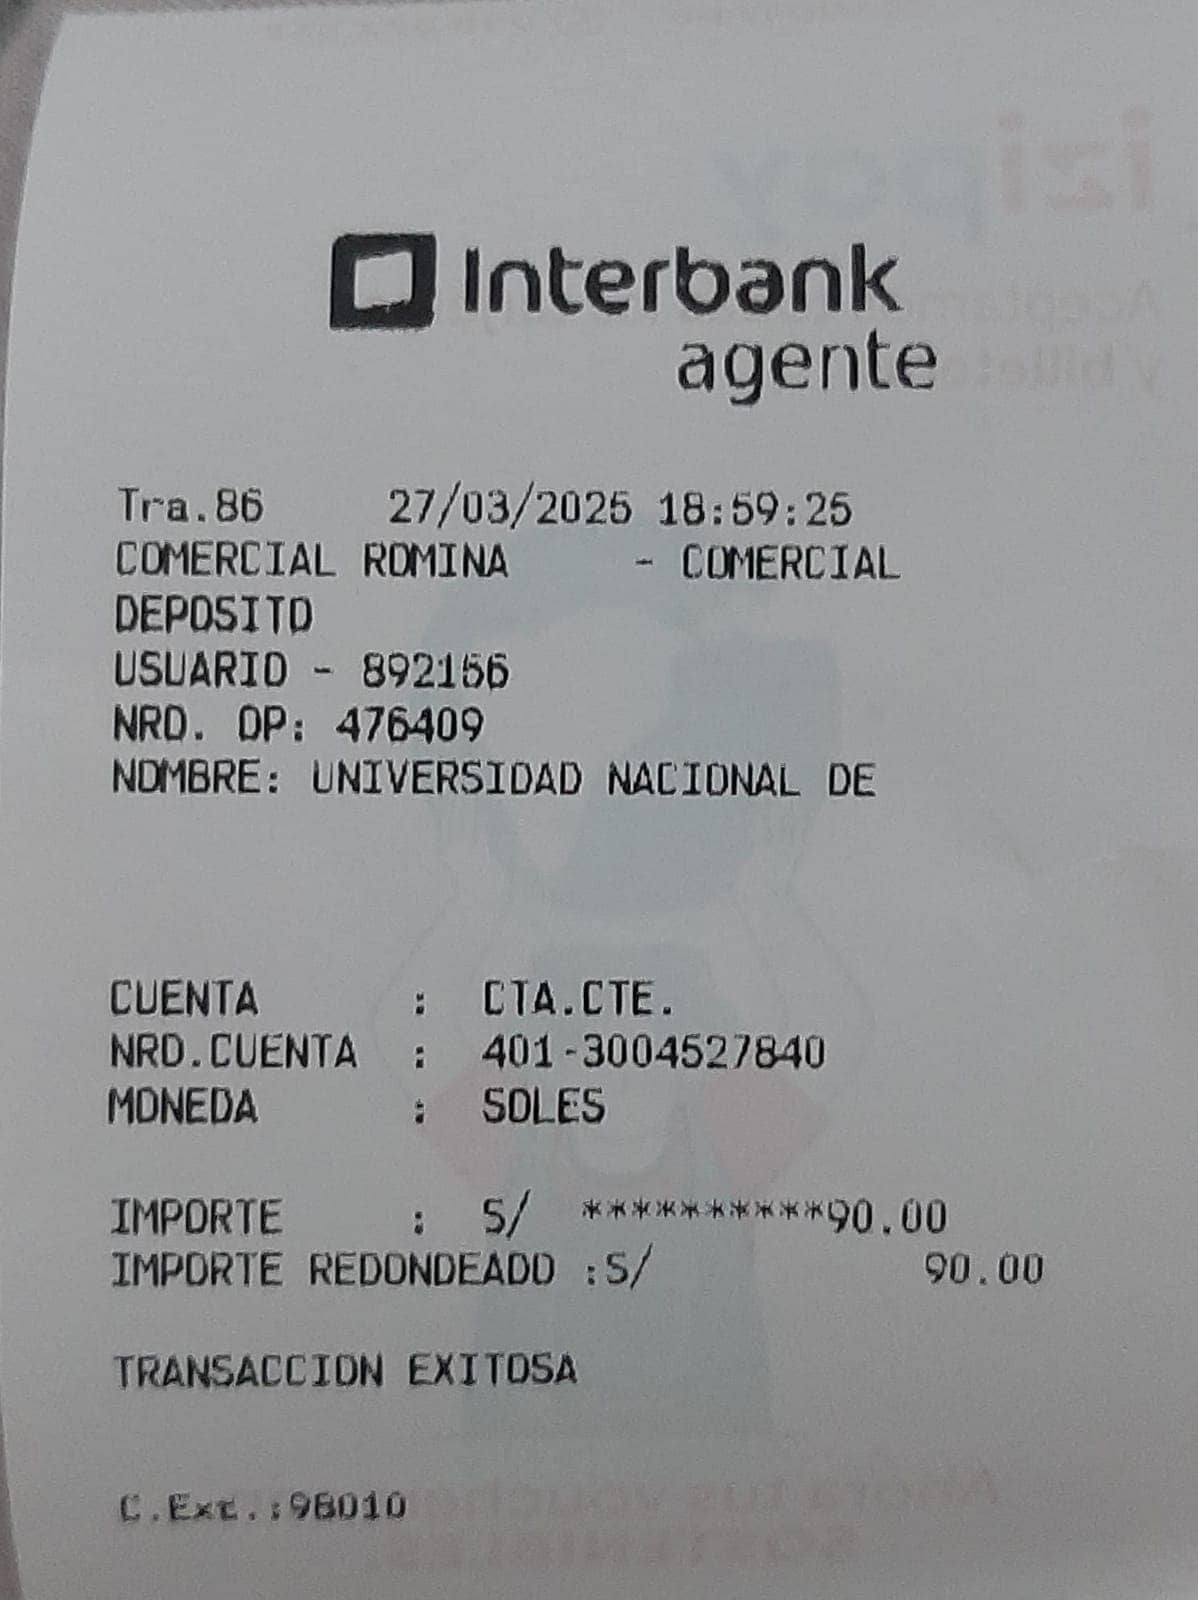 Interbank
agente
Tra.86 27/03/2025 18:59:25
COMERCIAL ROMINA - COMERCIAL
DEPOSITO
USUARIO - 892156
NRO. OP: 476409
NOMBRE: UNIVERSIDAD NACIONAL DE
CUENTA : CTA.CTE.
NRO.CUENTA : 401-3004527840
MONEDA : SOLES
IMPORTE : S/ **********90.00
IMPORTE REDONDEADO :S/ 90.00
TRANSACCION EXITOSA
C.Ext.:98010
izipay